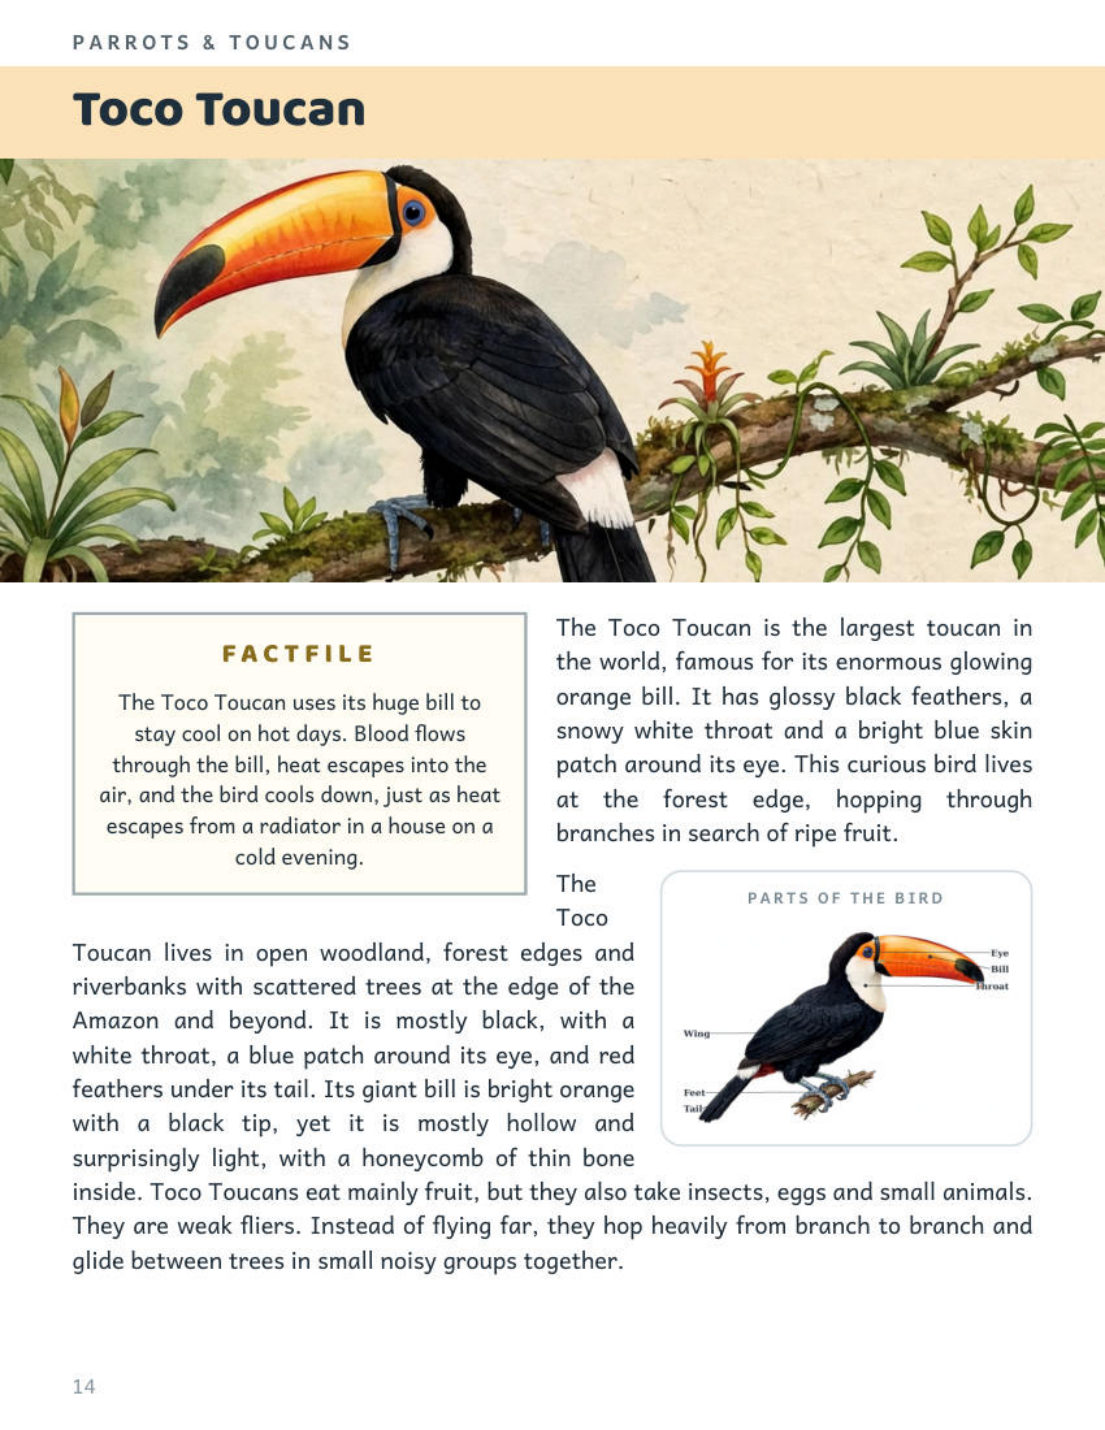 PARROTS & TOUCANS
Toco Toucan
FACTFILE
The Toco Toucan uses its huge bill to
stay cool on hot days. Blood flows
through the bill, heat escapes into the
air, and the bird cools down, just as heat
escapes from a radiator in a house on a
cold evening.
The Toco Toucan is the largest toucan in
the world, famous for its enormous glowing
orange bill. It has glossy black feathers, a
snowy white throat and a bright blue skin
patch around its eye. This curious bird lives
at the forest edge, hopping through
branches in search of ripe fruit.
The
Toco
Toucan lives in open woodland, forest edges and
riverbanks with scattered trees at the edge of the
Amazon and beyond. It is mostly black, with a
white throat, a blue patch around its eye, and red
feathers under its tail. Its giant bill is bright orange
with a black tip, yet it is mostly hollow and
surprisingly light, with a honeycomb of thin bone
inside. Toco Toucans eat mainly fruit, but they also take insects, eggs and small animals.
They are weak fliers. Instead of flying far, they hop heavily from branch to branch and
glide between trees in small noisy groups together.
PARTS OF THE BIRD
Eye
Bill
Throat
Wing
Feet
Tail
14